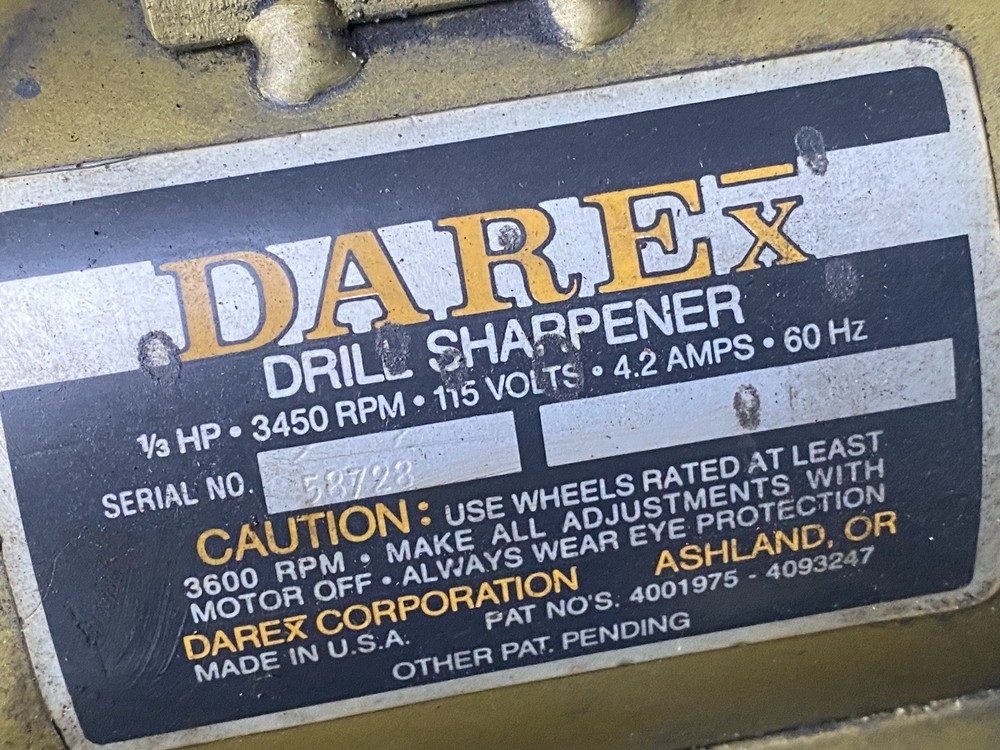 DAREX̄
DRILL SHARPENER
⅓ HP • 3450 RPM • 115 VOLTS • 4.2 AMPS • 60 Hz
SERIAL NO. 58728
CAUTION: USE WHEELS RATED AT LEAST
3600 RPM • MAKE ALL ADJUSTMENTS WITH
MOTOR OFF • ALWAYS WEAR EYE PROTECTION
DAREX̄ CORPORATION ASHLAND, OR
MADE IN U.S.A. PAT NO'S. 4001975 - 4093247
OTHER PAT. PENDING